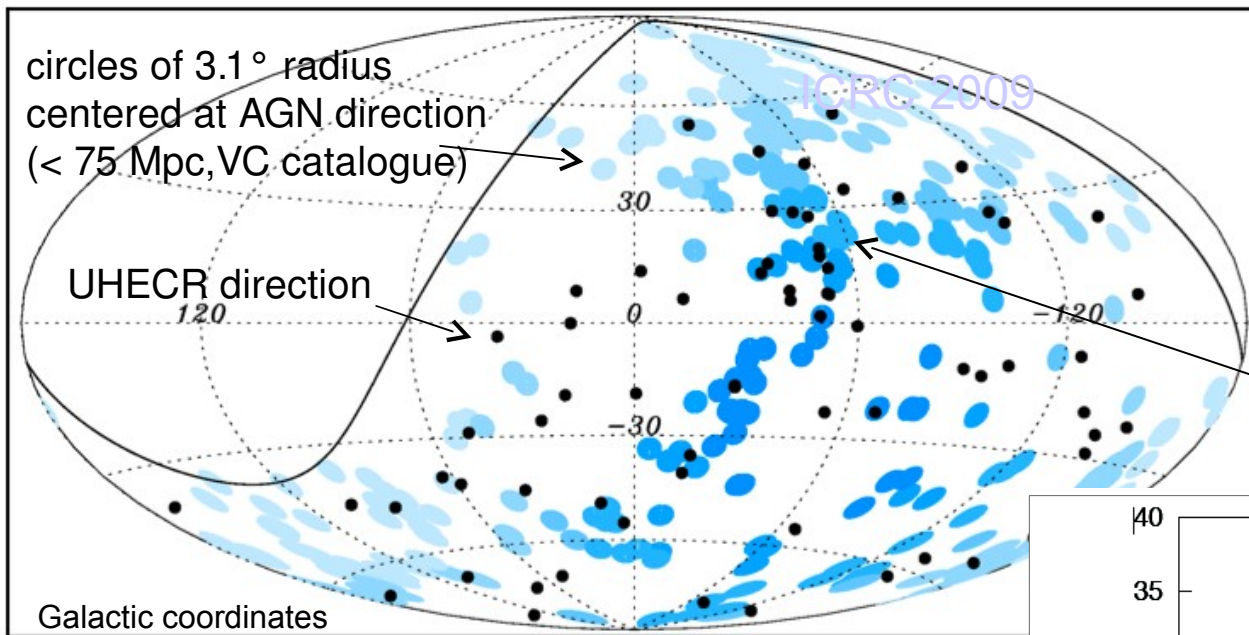 circles of 3.1° radius
centered at AGN direction
(< 75 Mpc,VC catalogue)
ICRC 2009
30
UHECR direction
120
0
-120
-30
40
35
Galactic coordinates